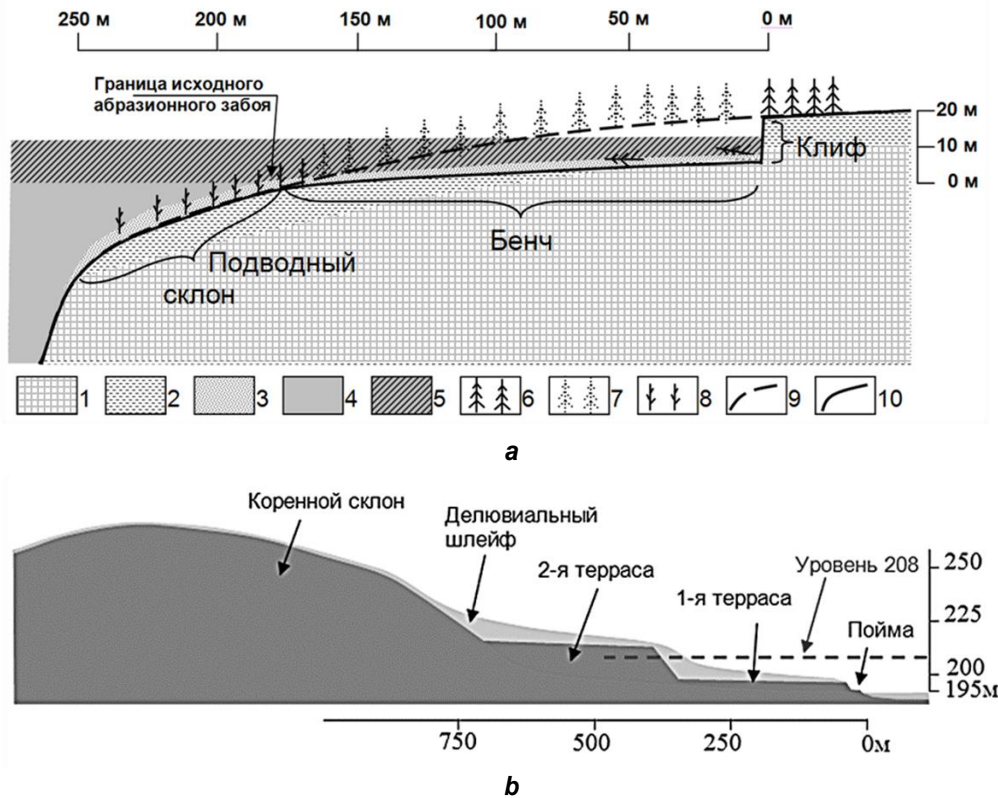 250 м 200 м 150 м 100 м 50 м 0 м
Граница исходного
абразионного забоя
20 м
Клиф
10 м
0 м
Бенч
Подводный
склон
1 2 3 4 5 6 7 8 9 10
a
Коренной склон
Делювиальный
шлейф
2-я терраса
1-я терраса
Уровень 208
Пойма
250
225
200
195м
750 500 250 0м
b